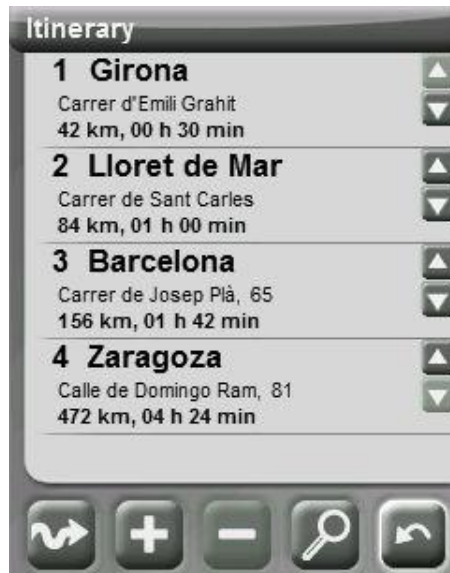 Itinerary
1 Girona
Carrer d'Emili Grahit
42 km, 00 h 30 min
2 Lloret de Mar
Carrer de Sant Carles
84 km, 01 h 00 min
3 Barcelona
Carrer de Josep Plà, 65
156 km, 01 h 42 min
4 Zaragoza
Calle de Domingo Ram, 81
472 km, 04 h 24 min